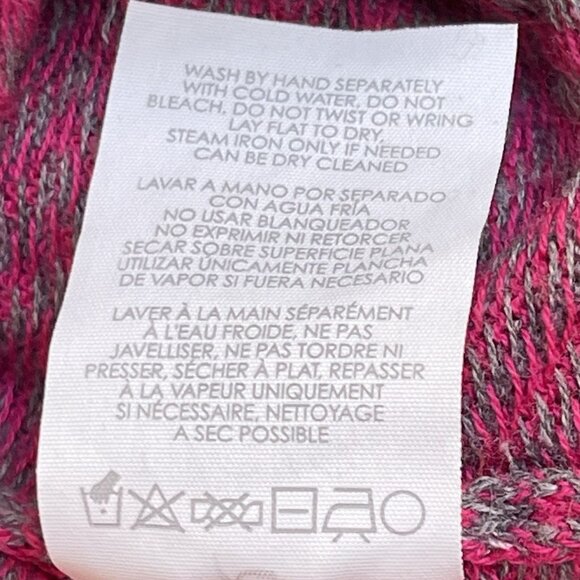 WASH BY HAND SEPARATELY
WITH COLD WATER, DO NOT
BLEACH, DO NOT TWIST OR WRING
LAY FLAT TO DRY,
STEAM IRON ONLY IF NEEDED
CAN BE DRY CLEANED
LAVAR A MANO POR SEPARADO
CON AGUA FRÍA
NO USAR BLANQUEADOR
NO EXPRIMIR NI RETORCER
SECAR SOBRE SUPERFICIE PLANA
UTILIZAR ÚNICAMENTE PLANCHA
DE VAPOR SI FUERA NECESARIO
LAVER À LA MAIN SÉPARÉMENT
À L'EAU FROIDE, NE PAS
JAVELLISER, NE PAS TORDRE NI
PRESSER, SÉCHER À PLAT, REPASSER
À LA VAPEUR UNIQUEMENT
SI NÉCESSAIRE, NETTOYAGE
A SEC POSSIBLE